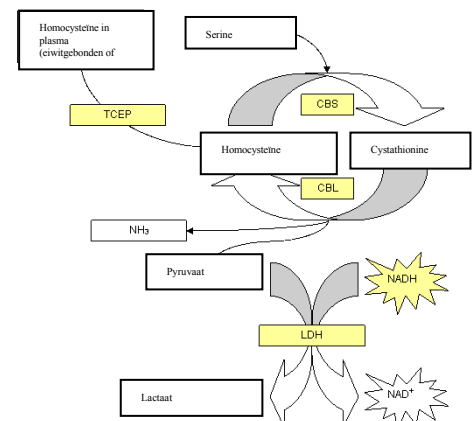 Homocysteïne in
plasma
(eiwitgebonden of
Serine
TCEP
CBS
Homocysteïne
Cystathionine
CBL
NH₃
Pyruvaat
NADH
LDH
Lactaat
NAD⁺